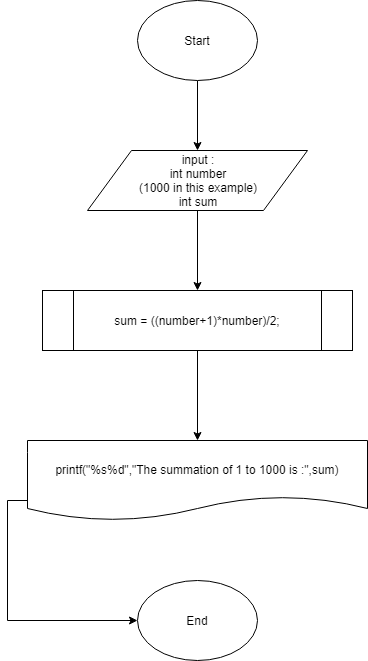 Start
input :
int number
(1000 in this example)
int sum
sum = ((number+1)*number)/2;
printf("%s%d","The summation of 1 to 1000 is :",sum)
End